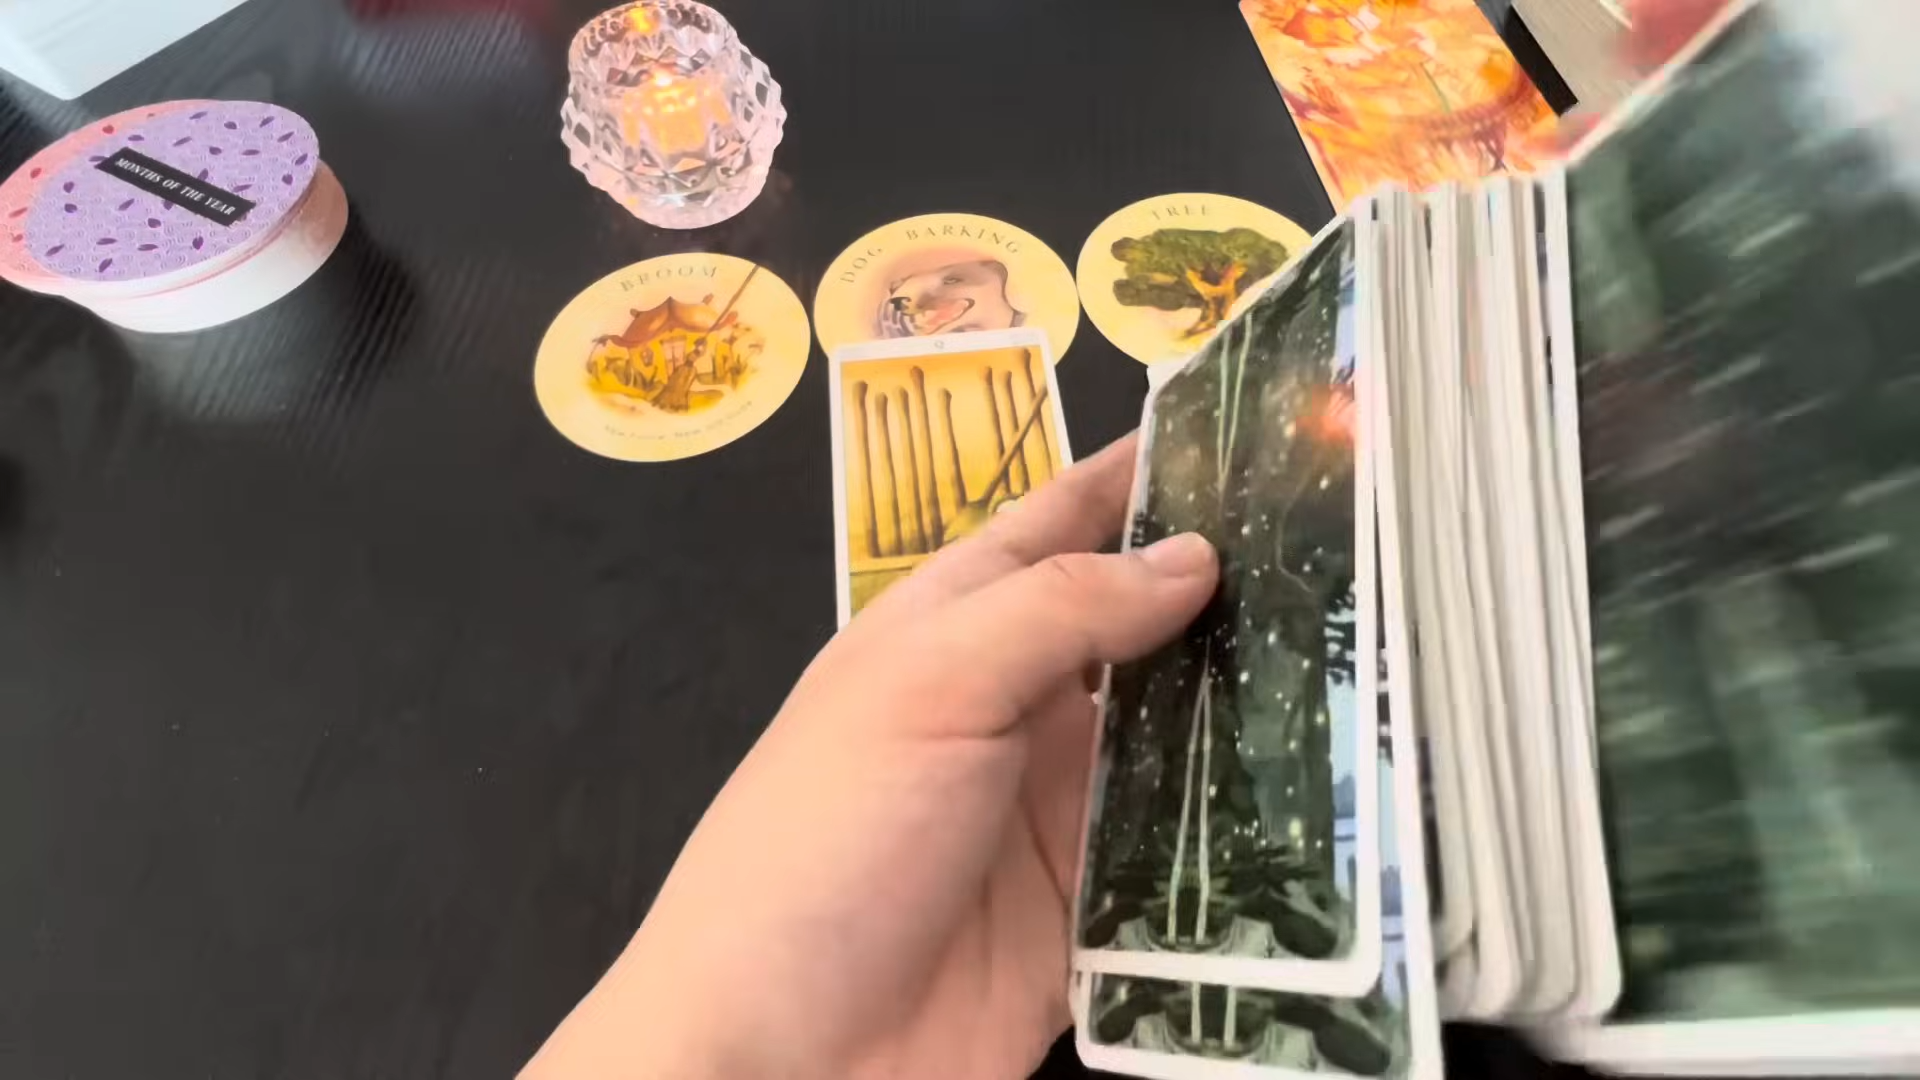 MONTHS OF THE YEAR
BROOM
DOG BARKING
TREE
9